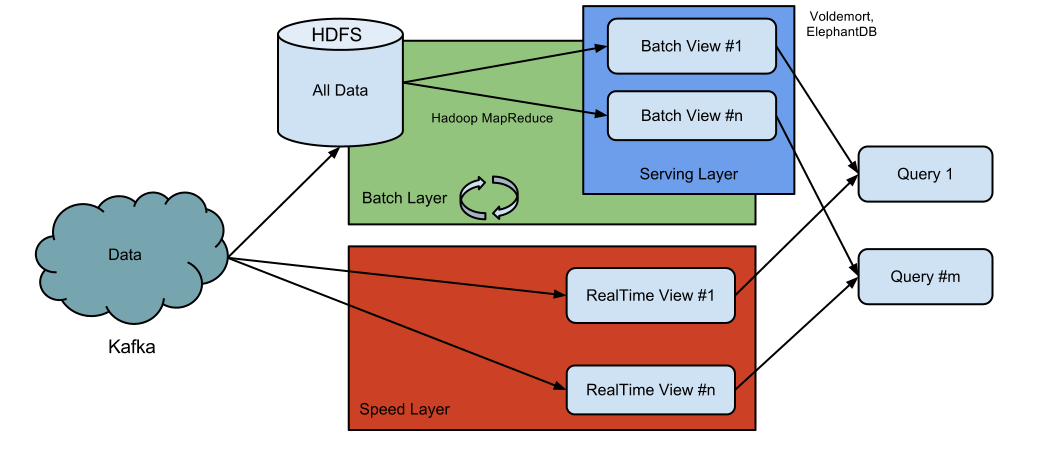 HDFS
All Data
Hadoop MapReduce
Batch Layer
Batch View #1
Batch View #n
Serving Layer
Voldemort,
ElephantDB
Query 1
Query #m
Data
Kafka
RealTime View #1
RealTime View #n
Speed Layer